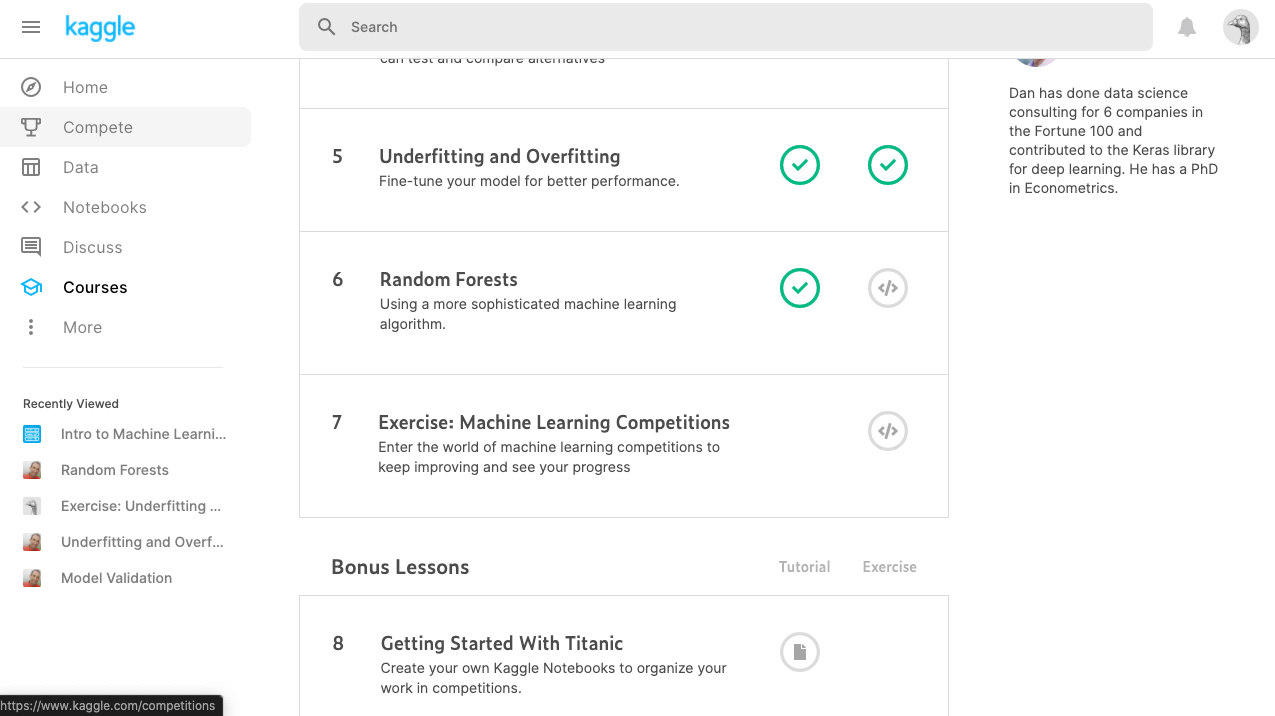 kaggle
Search
Home
Compete
Data
Notebooks
Discuss
Courses
More
Recently Viewed
Intro to Machine Learni...
Random Forests
Exercise: Underfitting ...
Underfitting and Overf...
Model Validation
https://www.kaggle.com/competitions
can test and compare alternatives
5
Underfitting and Overfitting
Fine-tune your model for better performance.
6
Random Forests
Using a more sophisticated machine learning
algorithm.
7
Exercise: Machine Learning Competitions
Enter the world of machine learning competitions to
keep improving and see your progress
Bonus Lessons
Tutorial
Exercise
8
Getting Started With Titanic
Create your own Kaggle Notebooks to organize your
work in competitions.
Dan has done data science
consulting for 6 companies in
the Fortune 100 and
contributed to the Keras library
for deep learning. He has a PhD
in Econometrics.